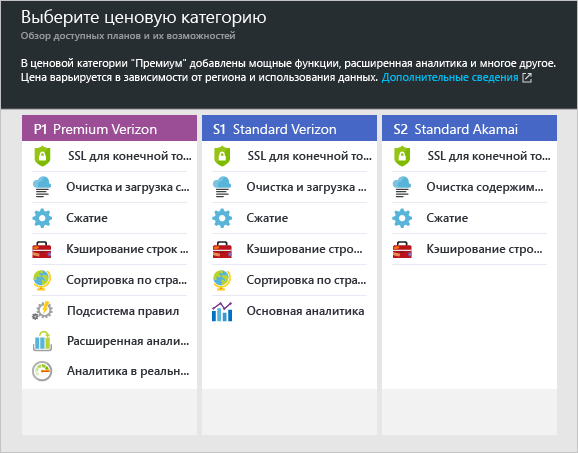 Выберите ценовую категорию
Обзор доступных планов и их возможностей
В ценовой категории "Премиум" добавлены мощные функции, расширенная аналитика и многое другое.
Цена варьируется в зависимости от региона и использования данных. Дополнительные сведения
P1 Premium Verizon
SSL для конечной то...
Очистка и загрузка с...
Сжатие
Кэширование строк ...
Сортировка по стра...
Подсистема правил
Расширенная анали...
Аналитика в реальн...
S1 Standard Verizon
SSL для конечной то...
Очистка и загрузка ...
Сжатие
Кэширование стро...
Сортировка по стра...
Основная аналитика
S2 Standard Akamai
SSL для конечной то...
Очистка содержим...
Сжатие
Кэширование стро...